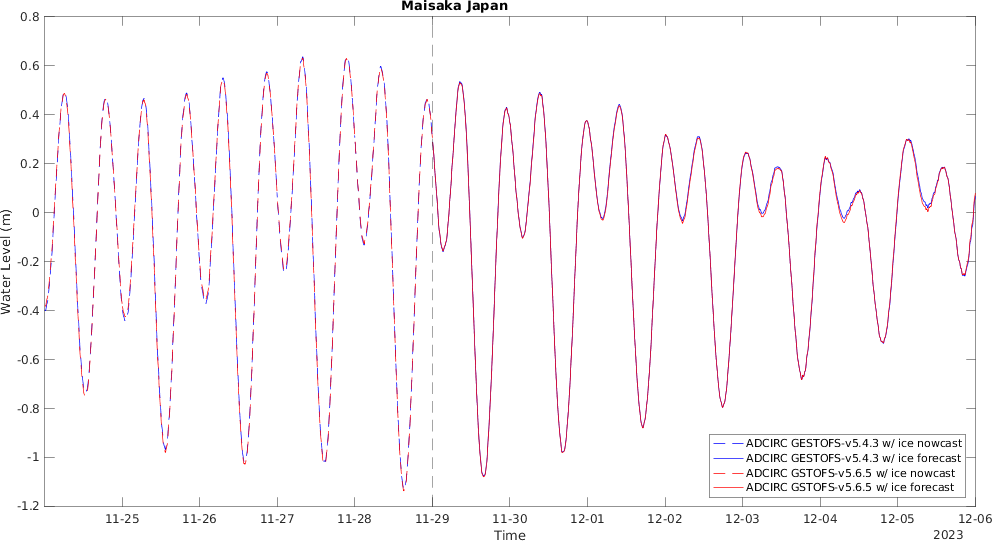 Maisaka Japan
Water Level (m)
0.8
0.6
0.4
0.2
0
-0.2
-0.4
-0.6
-0.8
-1
-1.2
ADCIRC GESTOFS-v5.4.3 w/ ice nowcast
ADCIRC GESTOFS-v5.4.3 w/ ice forecast
ADCIRC GSTOFS-v5.6.5 w/ ice nowcast
ADCIRC GSTOFS-v5.6.5 w/ ice forecast
11-25 11-26 11-27 11-28 11-29 11-30 12-01 12-02 12-03 12-04 12-05 12-06
Time
2023